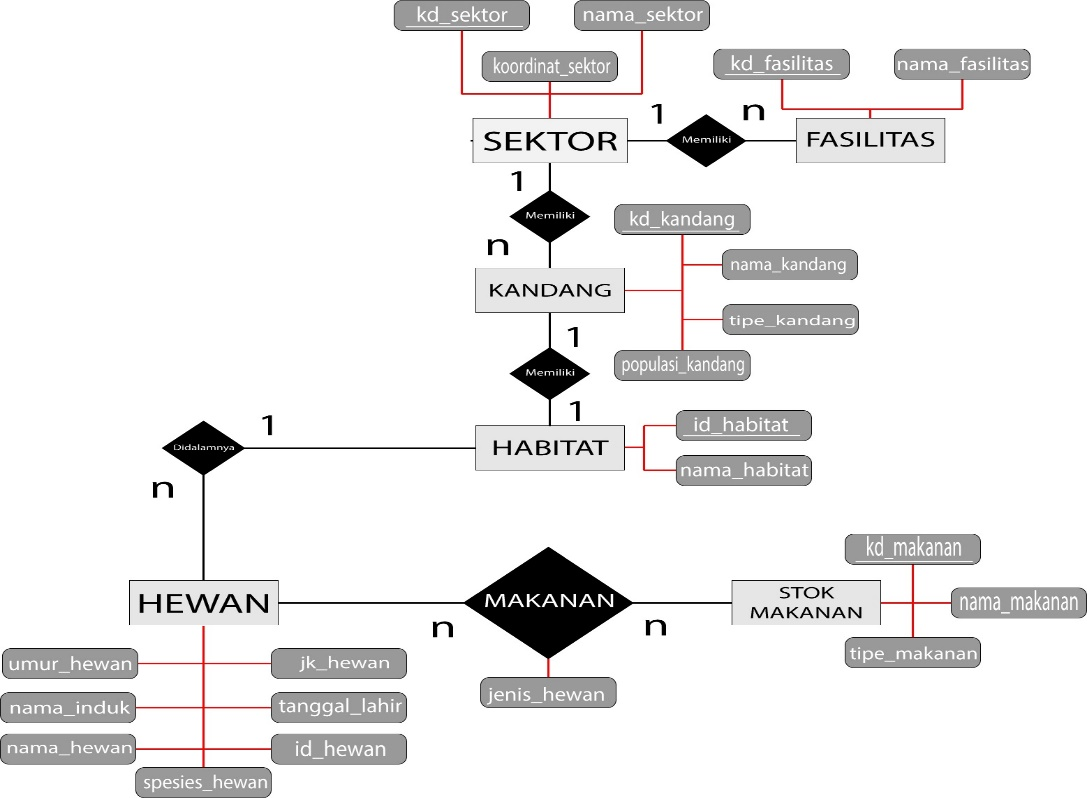 kd_sektor
nama_sektor
koordinat_sektor
kd_fasilitas
nama_fasilitas
1
n
SEKTOR
Memiliki
FASILITAS
1
Memiliki
n
kd_kandang
nama_kandang
KANDANG
tipe_kandang
1
populasi_kandang
Memiliki
1
id_habitat
1
Didalamnya
HABITAT
nama_habitat
n
kd_makanan
HEWAN
MAKANAN
STOK
MAKANAN
nama_makanan
n
n
tipe_makanan
umur_hewan
jk_hewan
jenis_hewan
nama_induk
tanggal_lahir
nama_hewan
id_hewan
spesies_hewan